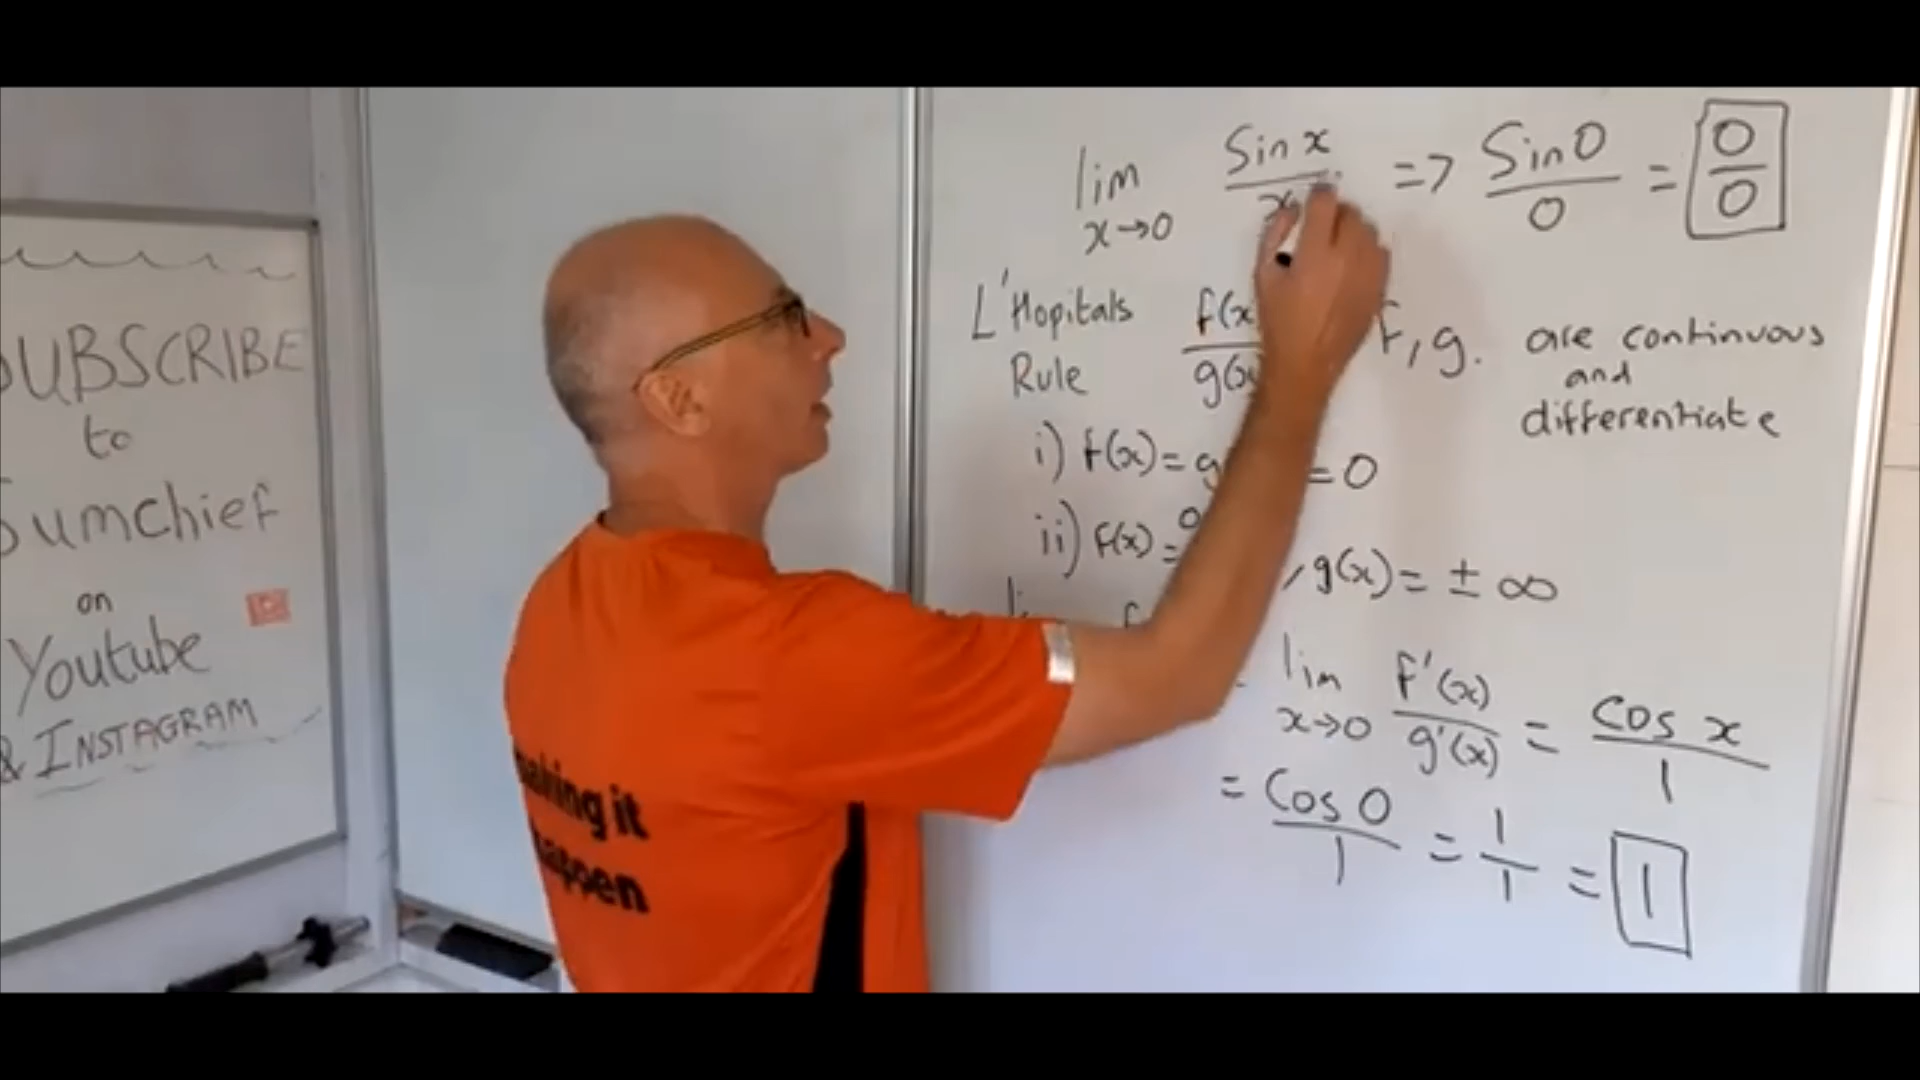 SUBSCRIBE
to
Sumchief
on
Youtube
& INSTAGRAM
making it
happen
lim x→0 Sin x / x => Sin 0 / 0 = 0/0
L'Hopitals Rule f(x / g(x f, g. are continuous and differentiate
i) f(x) = g = 0
ii) f(x) = , g(x) = ± ∞
lim x→0 f'(x) / g'(x) = cos x / 1
= Cos 0 / 1 = 1/1 = 1